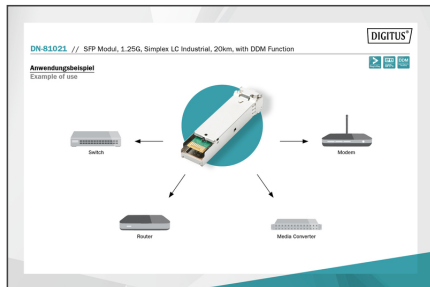 DIGITUS®
DN-81021 // SFP Modul, 1.25G, Simplex LC Industrial, 20km, with DDM Function
Anwendungsbeispiel
Example of use
DDM
Switch
Modem
Router
Media Converter